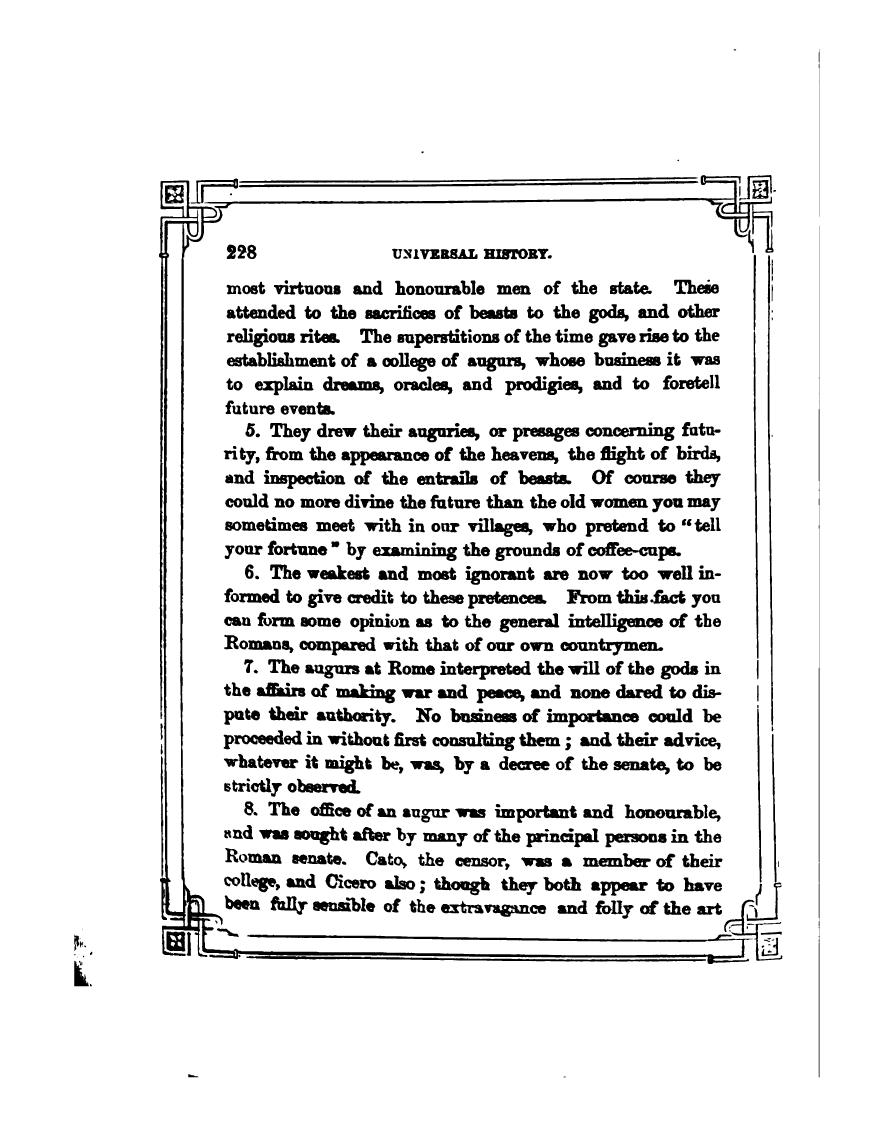 228 UNIVERSAL HISTORY.
most virtuous and honourable men of the state. These
attended to the sacrifices of beasts to the gods, and other
religious rites. The superstitions of the time gave rise to the
establishment of a college of augurs, whose business it was
to explain dreams, oracles, and prodigies, and to foretell
future events.
5. They drew their auguries, or presages concerning futu-
rity, from the appearance of the heavens, the flight of birds,
and inspection of the entrails of beasts. Of course they
could no more divine the future than the old women you may
sometimes meet with in our villages, who pretend to "tell
your fortune" by examining the grounds of coffee-cups.
6. The weakest and most ignorant are now too well in-
formed to give credit to these pretences. From this fact you
can form some opinion as to the general intelligence of the
Romans, compared with that of our own countrymen.
7. The augurs at Rome interpreted the will of the gods in
the affairs of making war and peace, and none dared to dis-
pute their authority. No business of importance could be
proceeded in without first consulting them; and their advice,
whatever it might be, was, by a decree of the senate, to be
strictly observed.
8. The office of an augur was important and honourable,
and was sought after by many of the principal persons in the
Roman senate. Cato, the censor, was a member of their
college, and Cicero also; though they both appear to have
been fully sensible of the extravagance and folly of the art